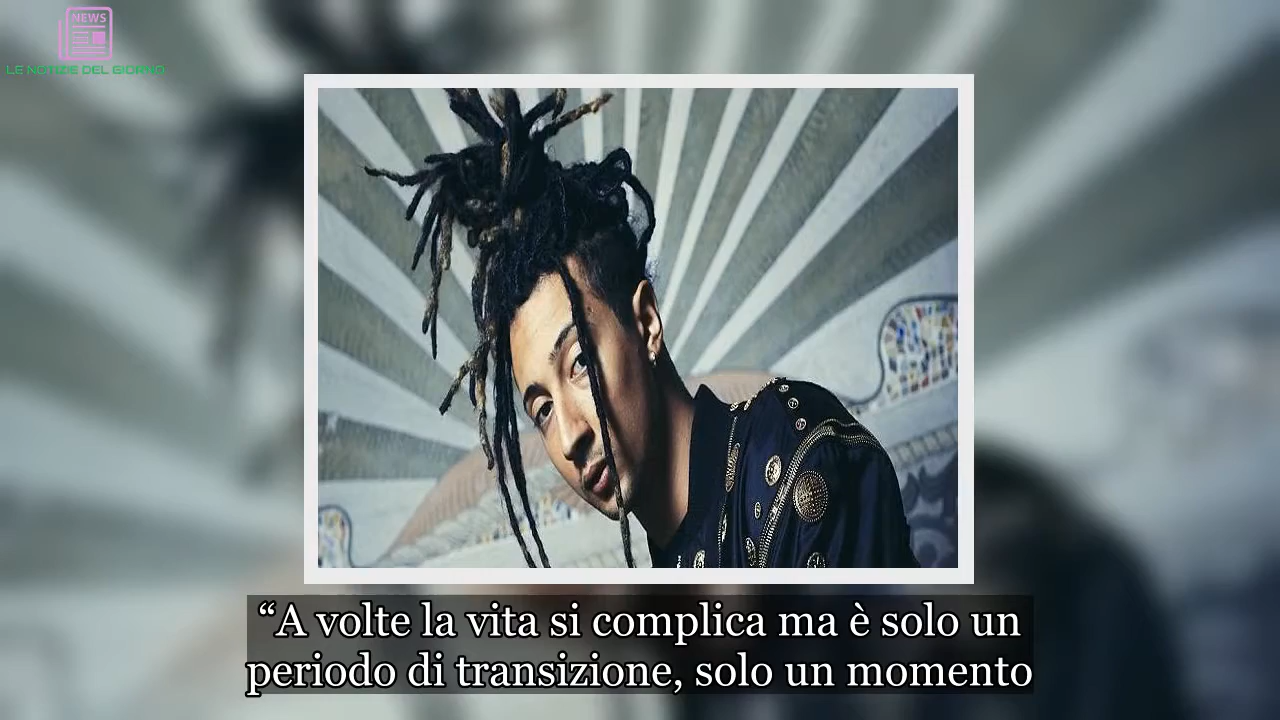 NEWS
LE NOTIZIE DEL GIORNO
“A volte la vita si complica ma è solo un
periodo di transizione, solo un momento